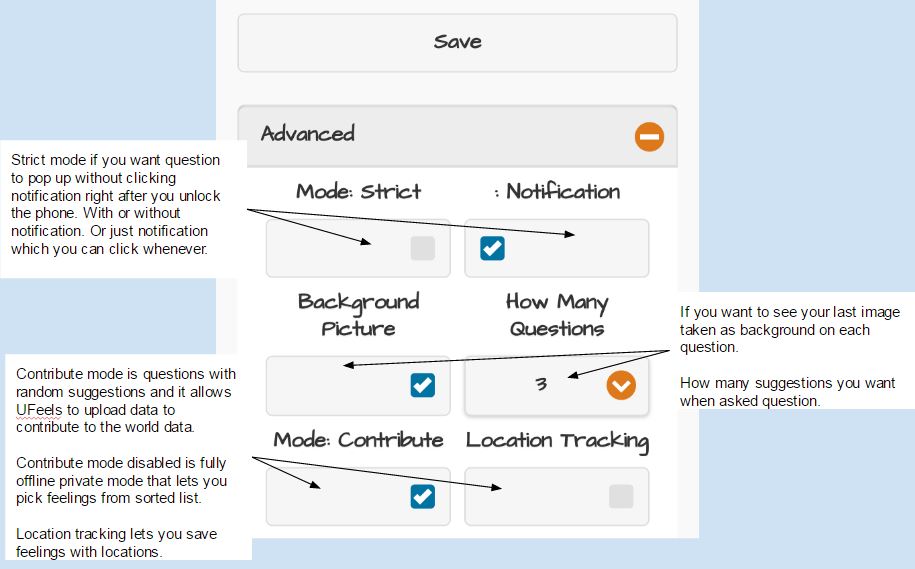 Save
Advanced
Strict mode if you want question
to pop up without clicking
notification right after you unlock
the phone. With or without
notification. Or just notification
which you can click whenever.
Mode: Strict
: Notification
Background
Picture
How Many
Questions
If you want to see your last image
taken as background on each
question.
How many suggestions you want
when asked question.
3
Contribute mode is questions with
random suggestions and it allows
UFeels to upload data to
contribute to the world data.
Contribute mode disabled is fully
offline private mode that lets you
pick feelings from sorted list.
Location tracking lets you save
feelings with locations.
Mode: Contribute
Location Tracking